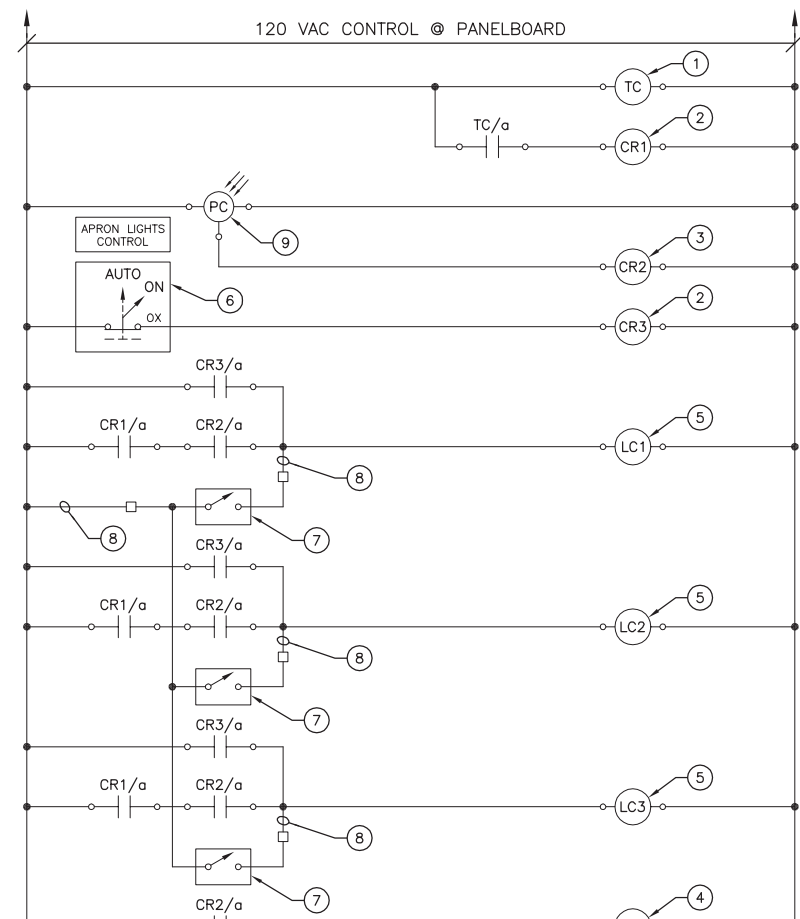 120 VAC CONTROL @ PANELBOARD
1
TC
TC/a
2
CR1
PC
9
3
CR2
APRON LIGHTS
CONTROL
AUTO
ON
OX
6
2
CR3
CR3/a
CR1/a
CR2/a
5
LC1
8
8
7
CR3/a
CR1/a
CR2/a
5
LC2
8
7
CR3/a
CR1/a
CR2/a
5
LC3
8
7
CR2/a
4